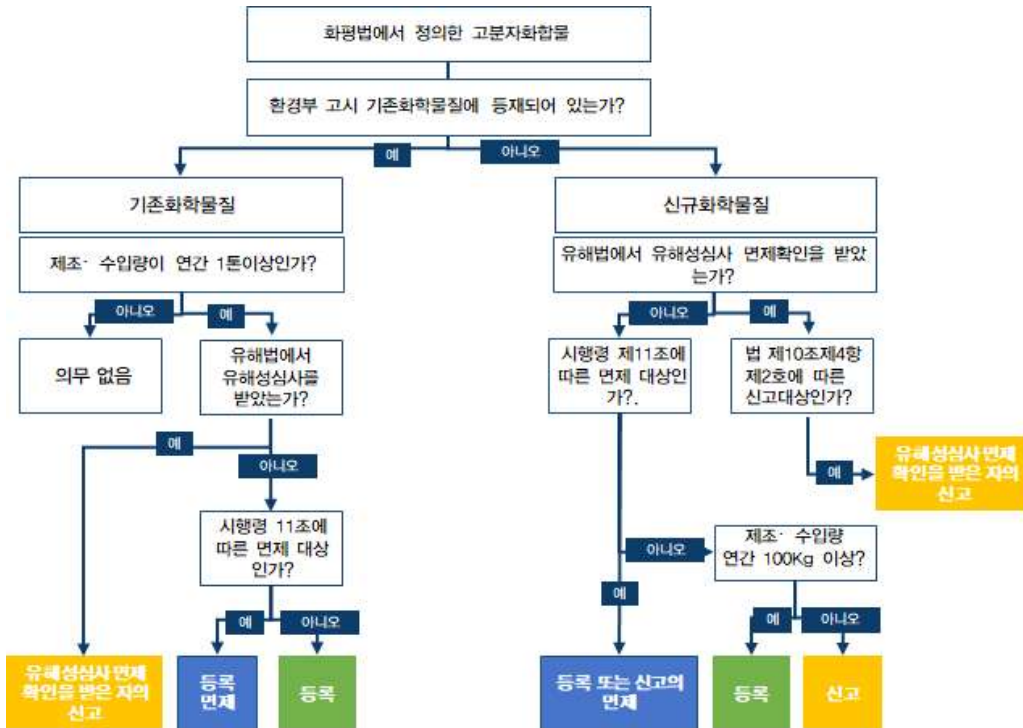 화평법에서 정의한 고분자화합물
환경부 고시 기존화학물질에 등재되어 있는가?
예
아니오
기존화학물질
신규화학물질
제조· 수입량이 연간 1톤이상인가?
유해법에서 유해성심사 면제확인을 받았
는가?
아니오
예
아니오
예
의무 없음
유해법에서
유해성심사를
받았는가?
시행령 제11조에
따른 면제 대상인
가?.
법 제10조제4항
제2호에 따른
신고대상인가?
예
아니오
예
유해성심사 면제
확인을 받은 자의
신고
시행령 11조에
따른 면제 대상
인가?
아니오
제조· 수입량
연간 100Kg 이상?
예
예
아니오
예
아니오
유해성심사 면제
확인을 받은 자의
신고
등록
면제
등록
등록 또는 신고의
면제
등록
신고